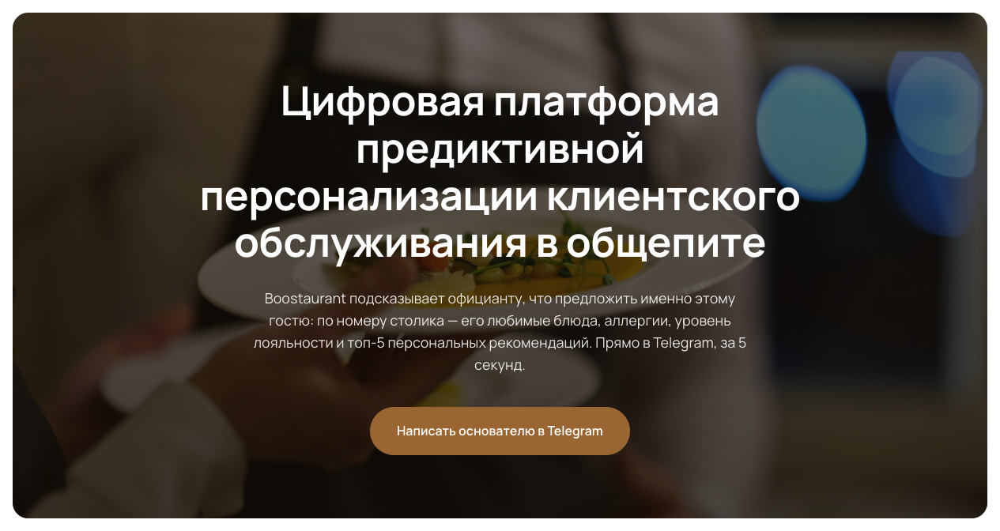 Цифровая платформа
предиктивной
персонализации клиентского
обслуживания в общепите
Boostaurant подсказывает официанту, что предложить именно этому
гостю: по номеру столика — его любимые блюда, аллергии, уровень
лояльности и топ-5 персональных рекомендаций. Прямо в Telegram, за 5
секунд.
Написать основателю в Telegram